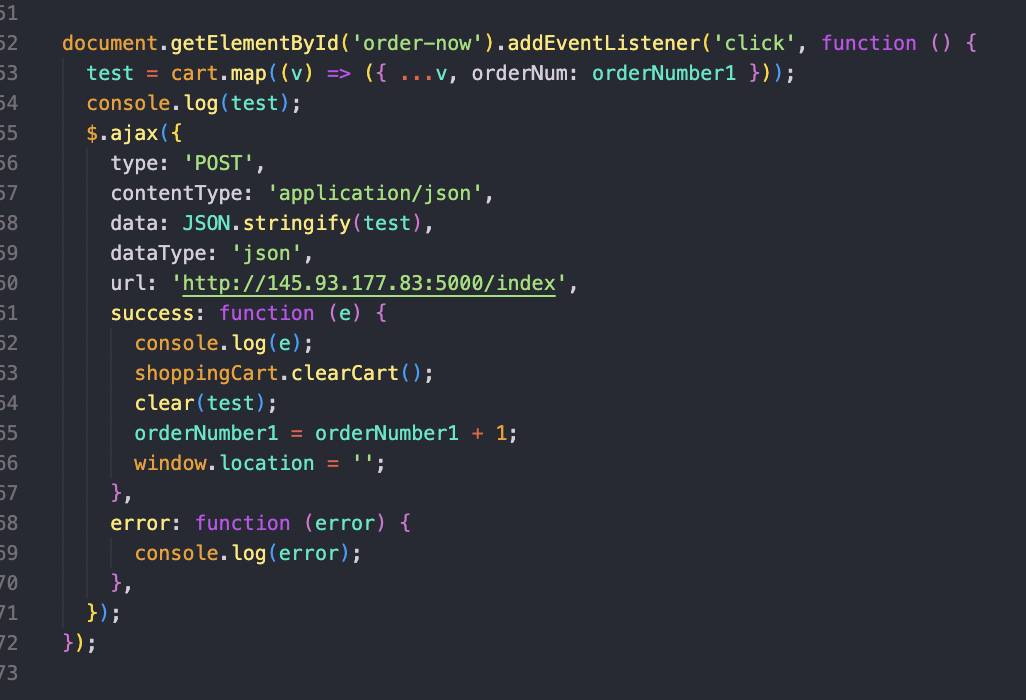 51
52 document.getElementById('order-now').addEventListener('click', function () {
53 test = cart.map((v) => ({ ...v, orderNum: orderNumber1 }));
54 console.log(test);
55 $.ajax({
56 type: 'POST',
57 contentType: 'application/json',
58 data: JSON.stringify(test),
59 dataType: 'json',
60 url: 'http://145.93.177.83:5000/index',
61 success: function (e) {
62 console.log(e);
63 shoppingCart.clearCart();
64 clear(test);
65 orderNumber1 = orderNumber1 + 1;
66 window.location = '';
67 },
68 error: function (error) {
69 console.log(error);
70 },
71 });
72 });
73